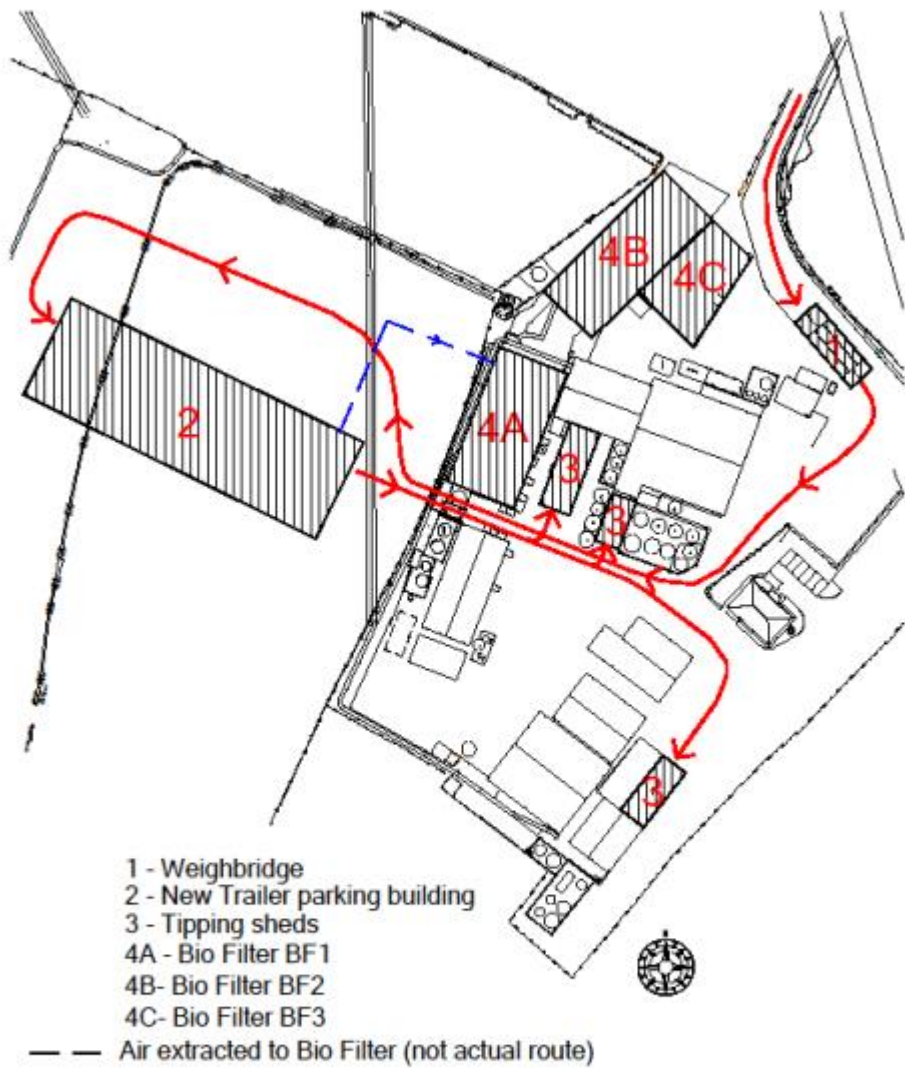 4B
4C
1
2
4A
3
3
3
1 - Weighbridge
2 - New Trailer parking building
3 - Tipping sheds
4A - Bio Filter BF1
4B- Bio Filter BF2
4C- Bio Filter BF3
Air extracted to Bio Filter (not actual route)